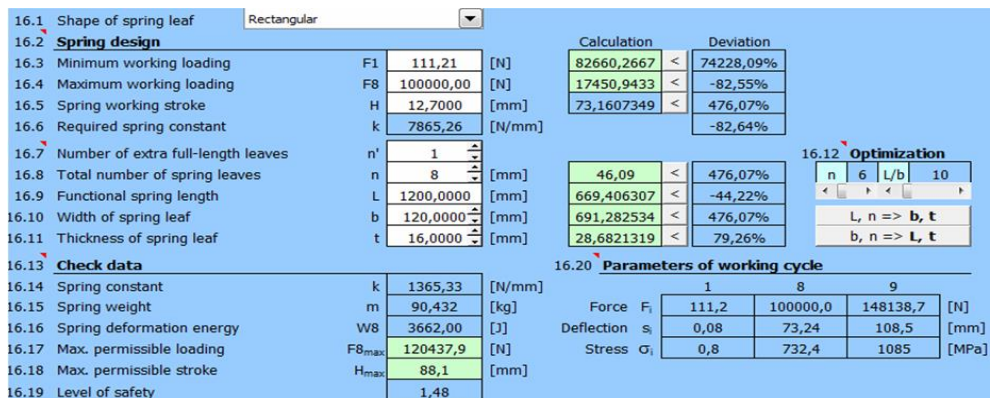 16.1 Shape of spring leaf Rectangular
16.2 Spring design Calculation Deviation
16.3 Minimum working loading F1 111,21 [N] 82660,2667 < 74228,09%
16.4 Maximum working loading F8 100000,00 [N] 17450,9433 < -82,55%
16.5 Spring working stroke H 12,7000 [mm] 73,1607349 < 476,07%
16.6 Required spring constant k 7865,26 [N/mm] -82,64%
16.7 Number of extra full-length leaves n' 1 16.12 Optimization
16.8 Total number of spring leaves n 8 [mm] 46,09 < 476,07% n 6 L/b 10
16.9 Functional spring length L 1200,0000 [mm] 669,406307 < -44,22%
16.10 Width of spring leaf b 120,0000 [mm] 691,282534 < 476,07% L, n => b, t
16.11 Thickness of spring leaf t 16,0000 [mm] 28,6821319 < 79,26% b, n => L, t
16.13 Check data 16.20 Parameters of working cycle
16.14 Spring constant k 1365,33 [N/mm] 1 8 9
16.15 Spring weight m 90,432 [kg] Force Fi 111,2 100000,0 148138,7 [N]
16.16 Spring deformation energy W8 3662,00 [J] Deflection si 0,08 73,24 108,5 [mm]
16.17 Max. permissible loading F8max 120437,9 [N] Stress σi 0,8 732,4 1085 [MPa]
16.18 Max. permissible stroke Hmax 88,1 [mm]
16.19 Level of safety 1,48